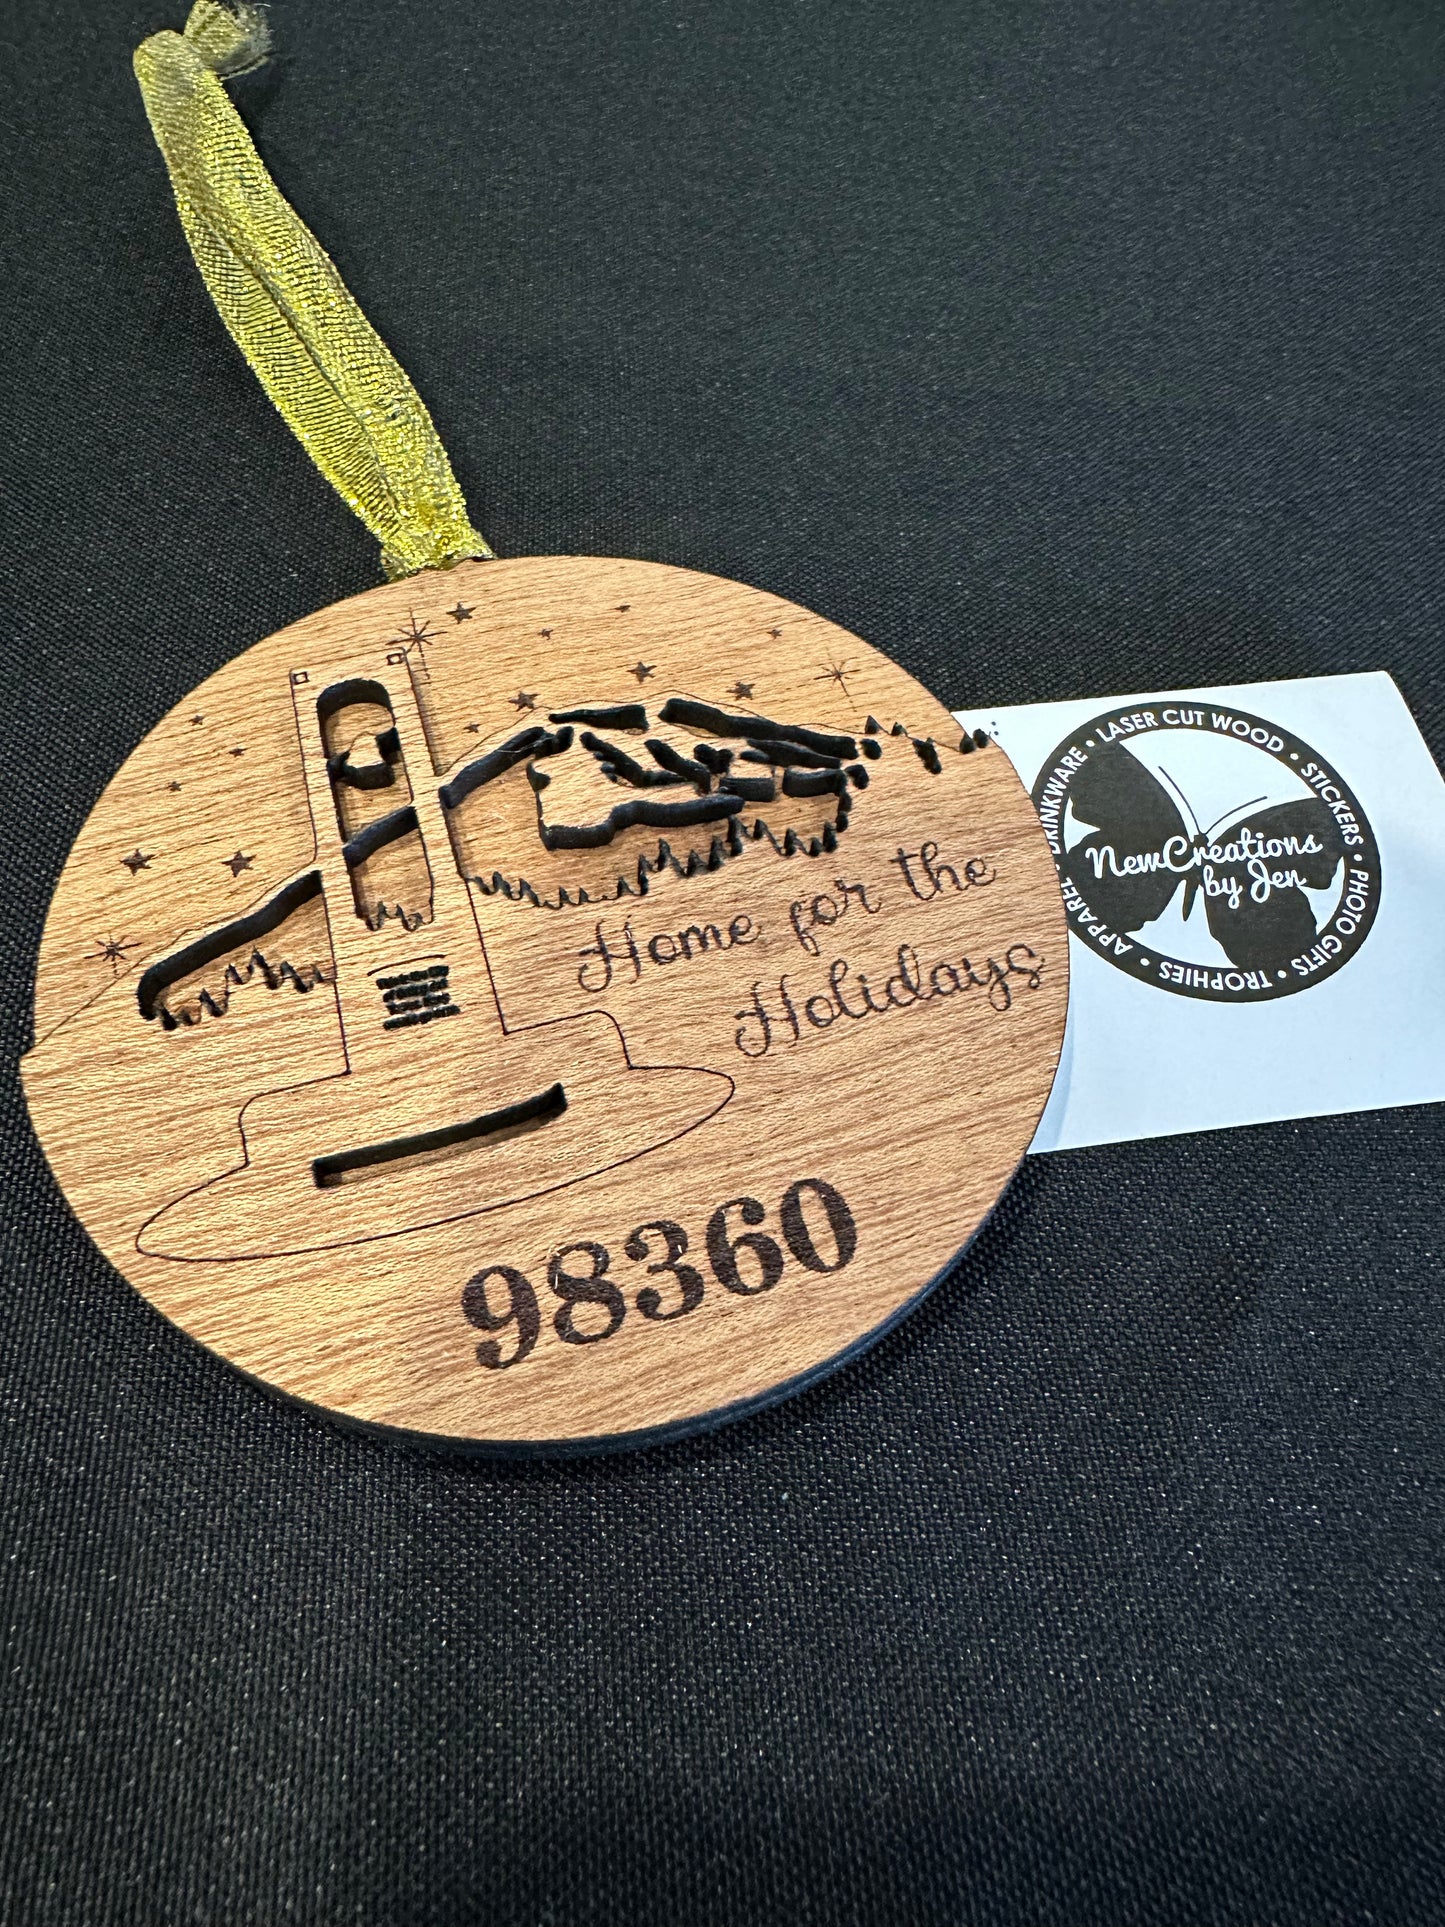 Home for the
Holidays
98360
LASER CUT WOOD • STICKERS • PHOTO GIFTS • TROPHIES • APPAREL • DRINKWARE •
NewCreations
by Jen